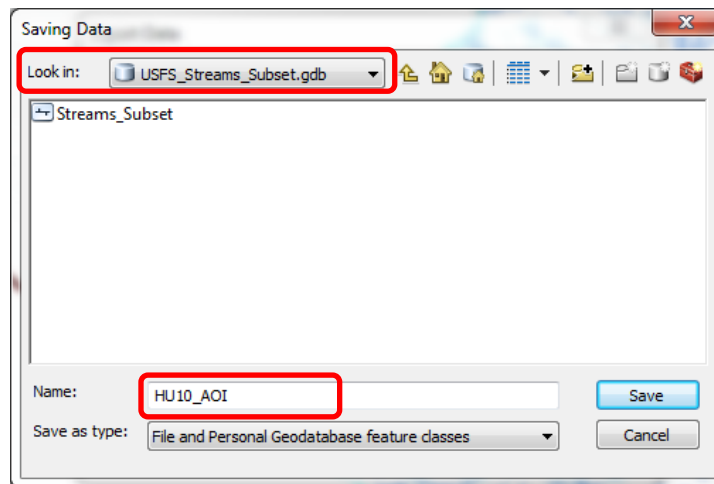 Saving Data
Look in: USFS_Streams_Subset.gdb
Streams_Subset
Name: HU10_AOI Save
Save as type: File and Personal Geodatabase feature classes Cancel